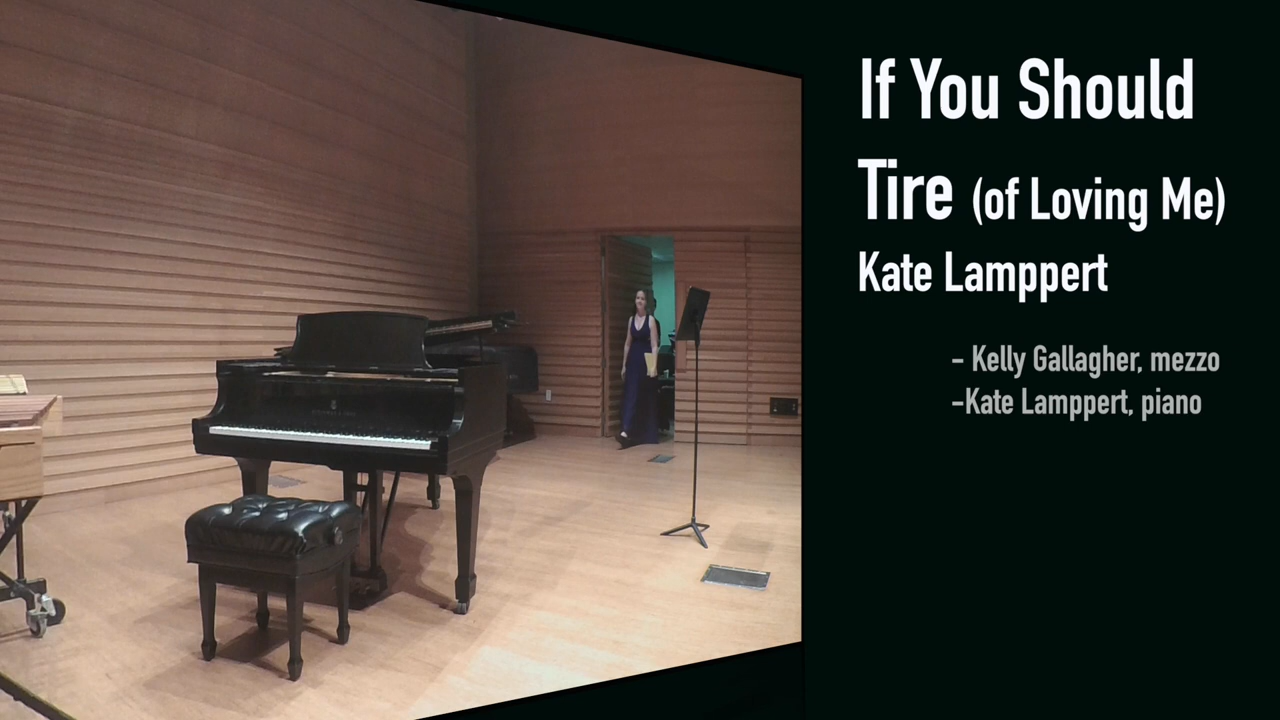 If You Should
Tire (of Loving Me)
Kate Lamppert
- Kelly Gallagher, mezzo
-Kate Lamppert, piano